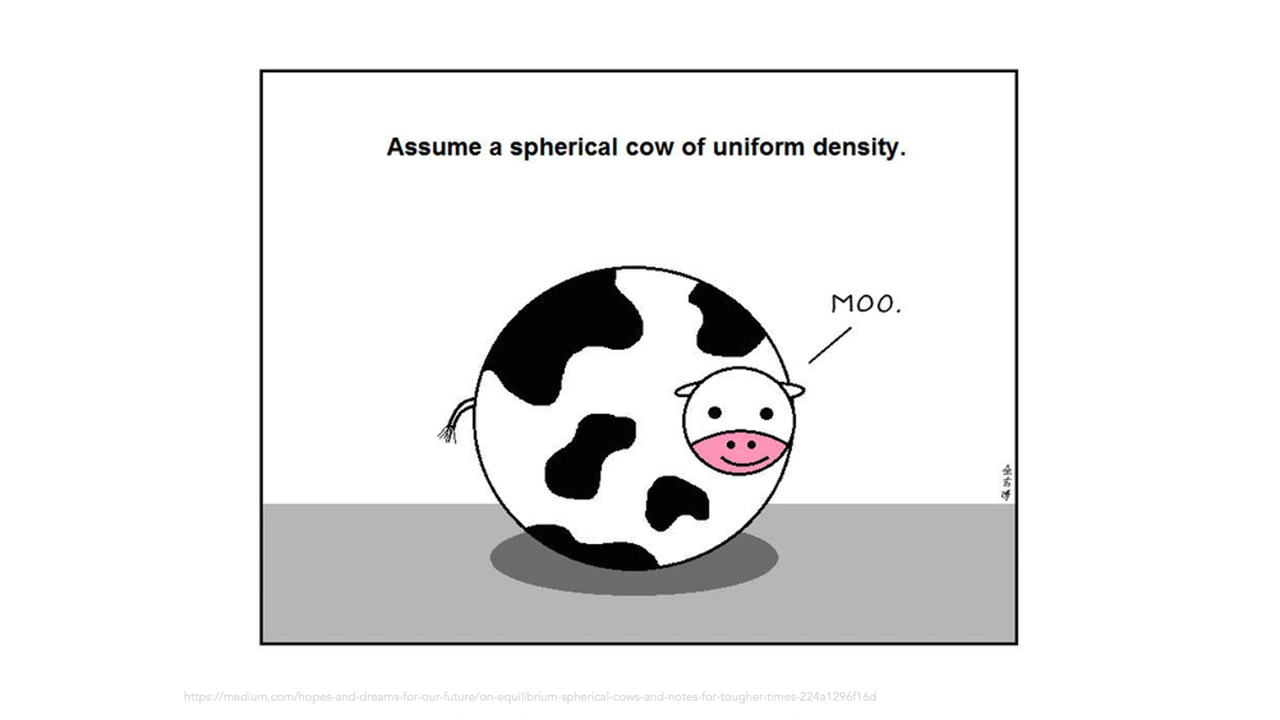 Assume a spherical cow of uniform density.
MOO.
https://medium.com/hopes-and-dreams-for-our-future/on-equilibrium-spherical-cows-and-notes-for-tougher-times-224a1296f16d